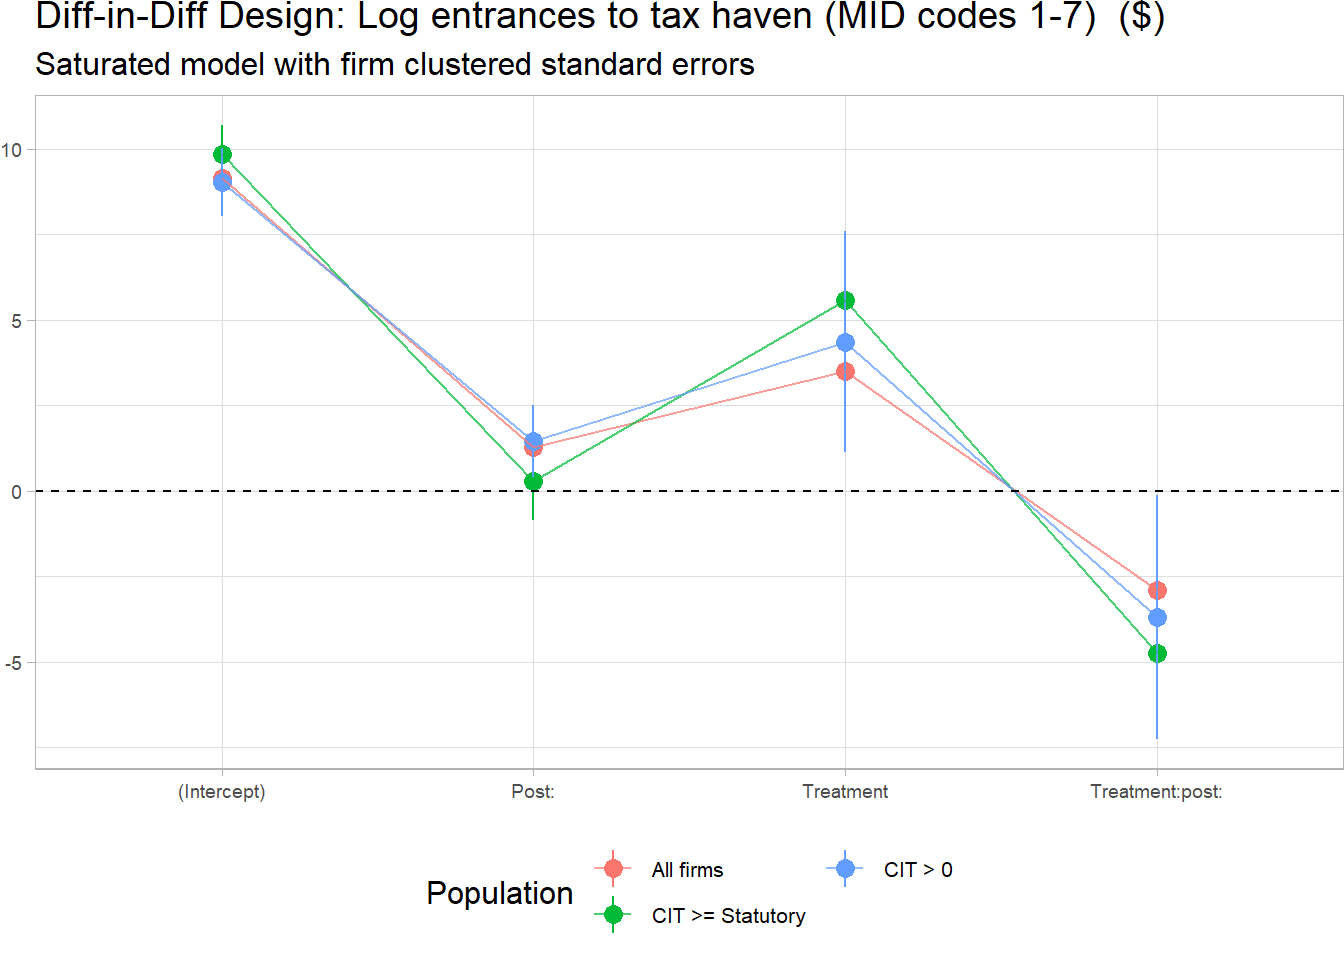 Diff-in-Diff Design: Log entrances to tax haven (MID codes 1-7)  ($)
Saturated model with firm clustered standard errors
10
5
0
-5
(Intercept) Post: Treatment Treatment:post:
Population
All firms
CIT > 0
CIT >= Statutory